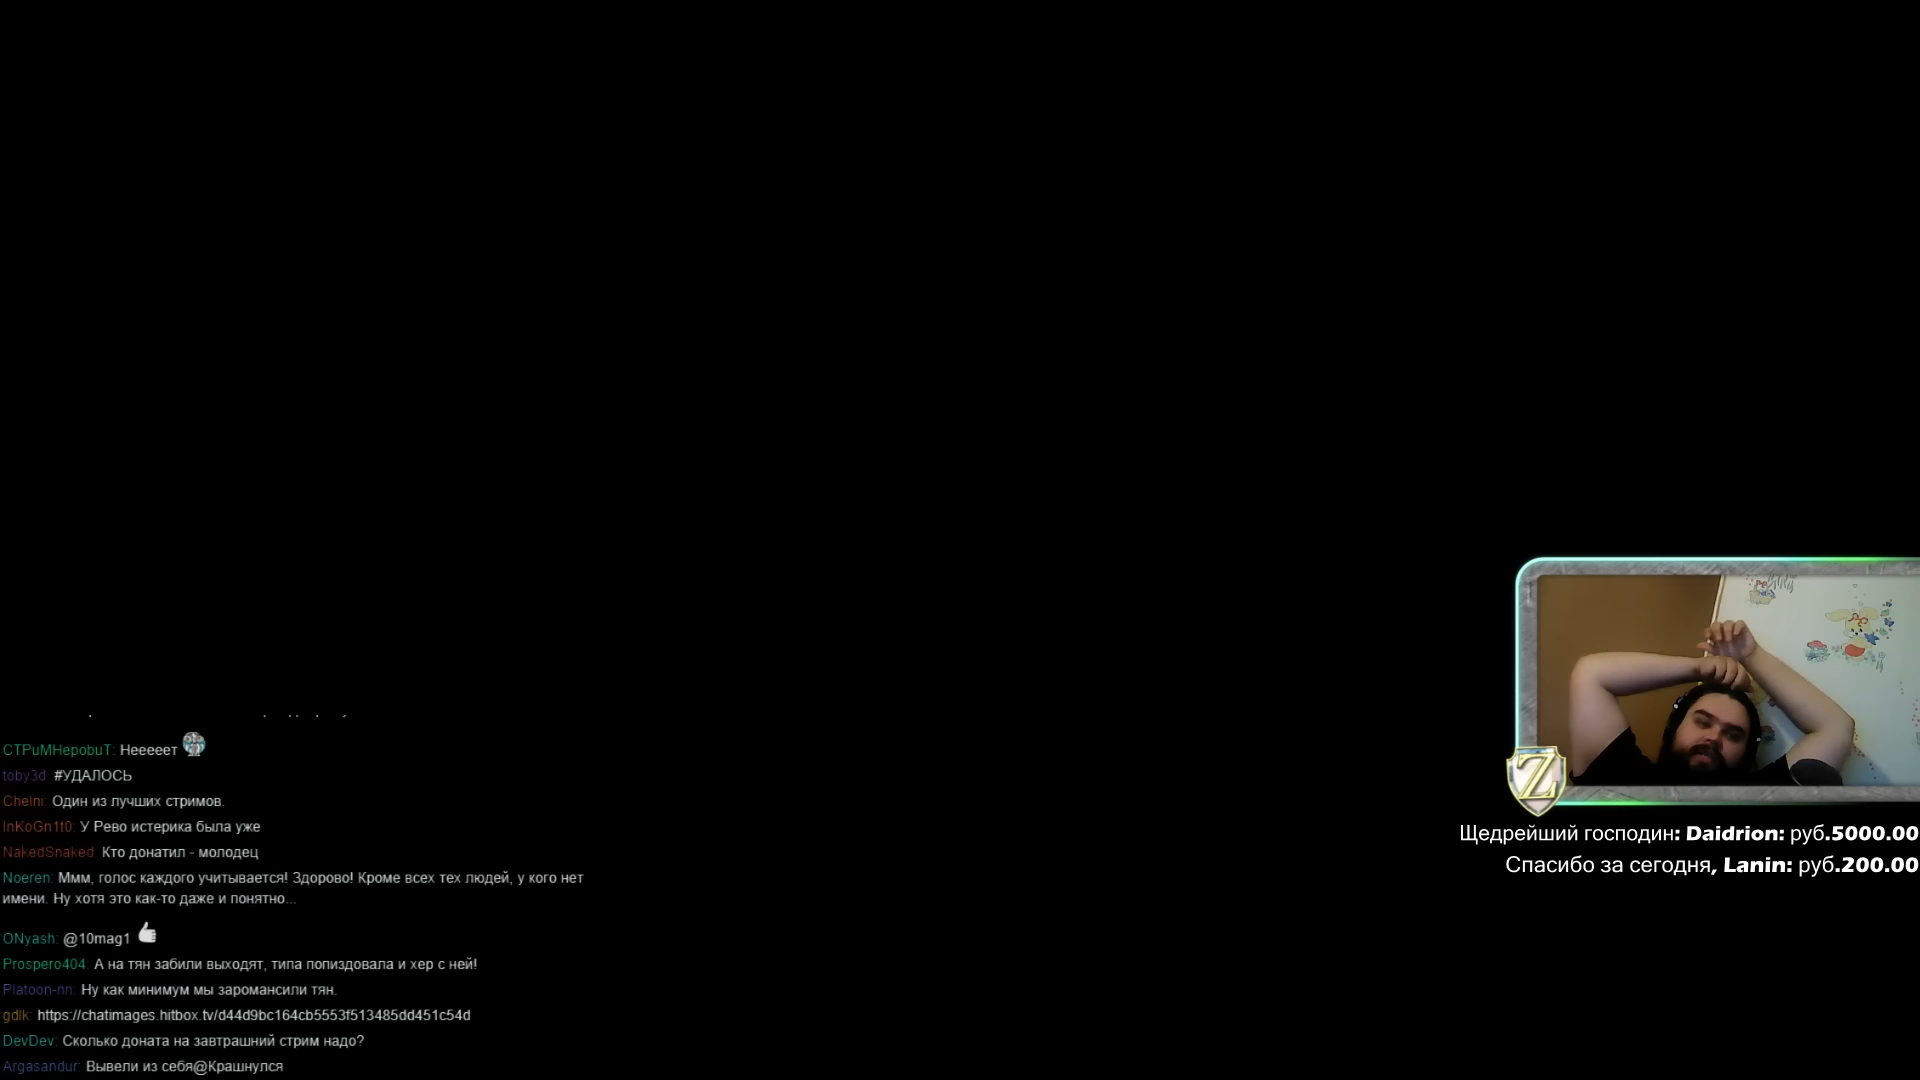 СТРuМНероbuТ: Нееееет
toby3d: #УДАЛОСЬ
Chelni: Один из лучших стримов.
InKoGn1t0: У Рево истерика была уже
NakedSnaked: Кто донатил - молодец
Noeren: Ммм, голос каждого учитывается! Здорово! Кроме всех тех людей, у кого нет
имени. Ну хотя это как-то даже и понятно...
ONyash: @10mag1
Prospero404: А на тян забили выходят, типа попиздовала и хер с ней!
Platoon-nn: Ну как минимум мы заромансили тян.
gdlk: https://chatimages.hitbox.tv/d44d9bc164cb5553f513485dd451c54d
DevDev: Сколько доната на завтрашний стрим надо?
Argasandur: Вывели из себя@Крашнулся
Z
Щедрейший господин: Daidrion: руб.5000.00
Спасибо за сегодня, Lanin: руб.200.00